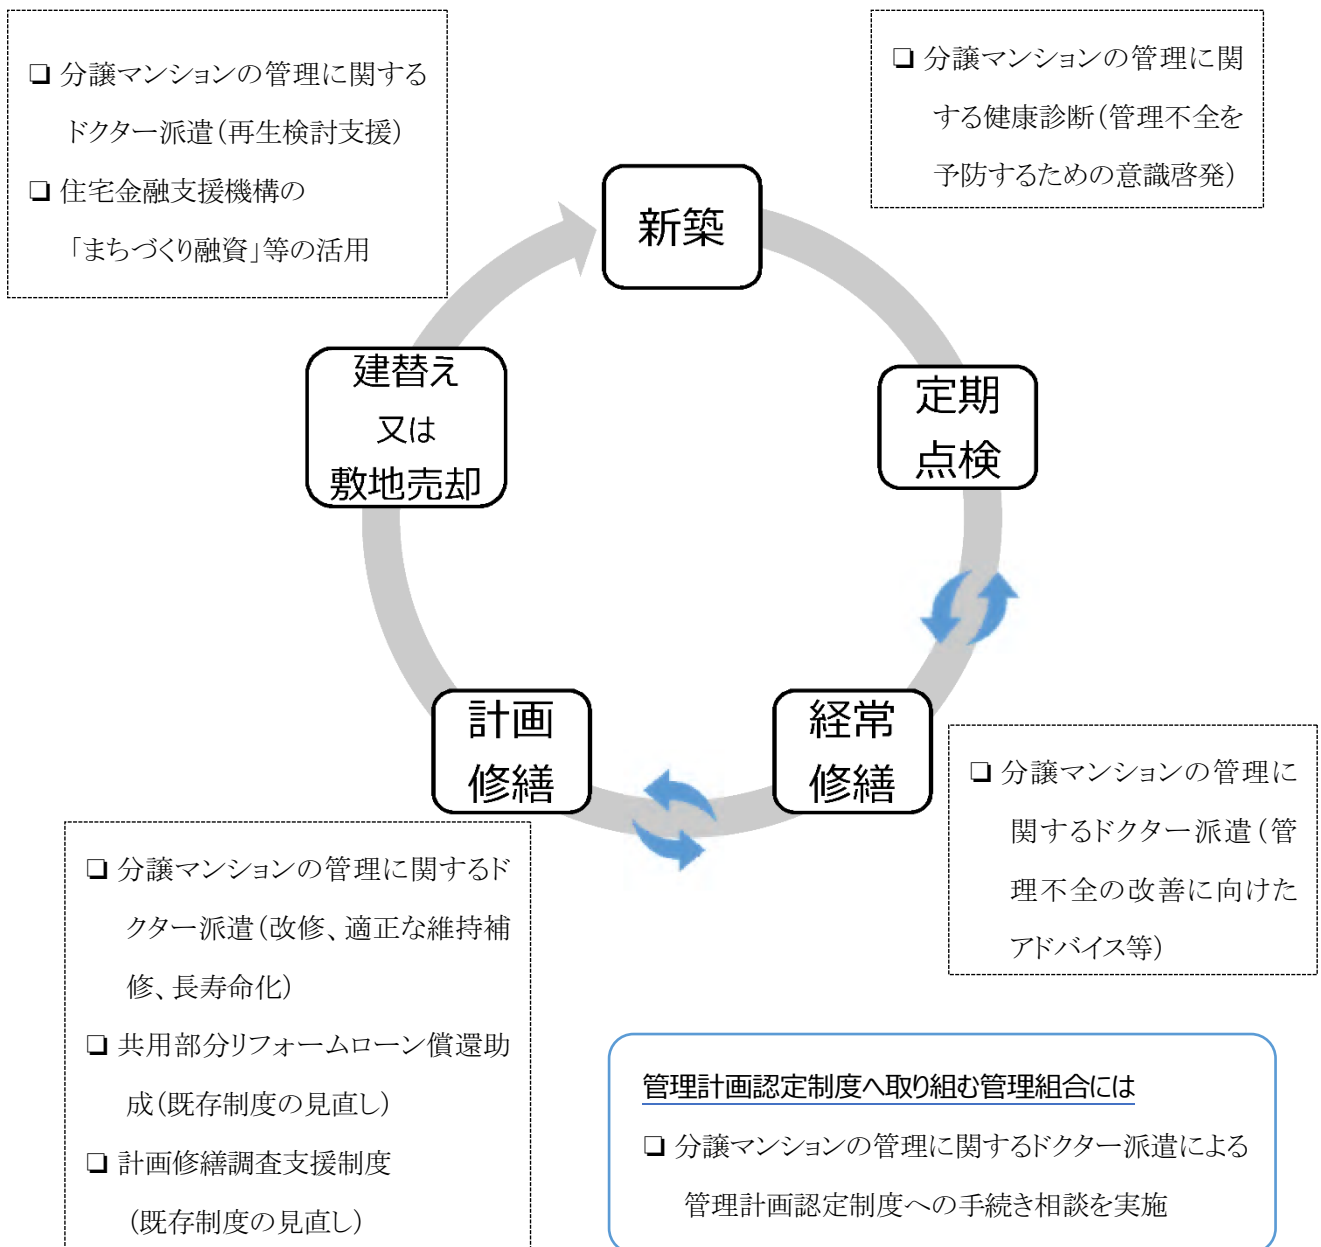 ❏ 分譲マンションの管理に関する
ドクター派遣（再生検討支援）
❏ 住宅金融支援機構の
「まちづくり融資」等の活用
❏ 分譲マンションの管理に関
する健康診断（管理不全を
予防するための意識啓発）
新築
建替え
又は
敷地売却
定期
点検
計画
修繕
経常
修繕
❏ 分譲マンションの管理に
関するドクター派遣（管
理不全の改善に向けた
アドバイス等）
❏ 分譲マンションの管理に関するド
クター派遣（改修、適正な維持補
修、長寿命化）
❏ 共用部分リフォームローン償還助
成（既存制度の見直し）
❏ 計画修繕調査支援制度
（既存制度の見直し）
管理計画認定制度へ取り組む管理組合には
❏ 分譲マンションの管理に関するドクター派遣による
管理計画認定制度への手続き相談を実施